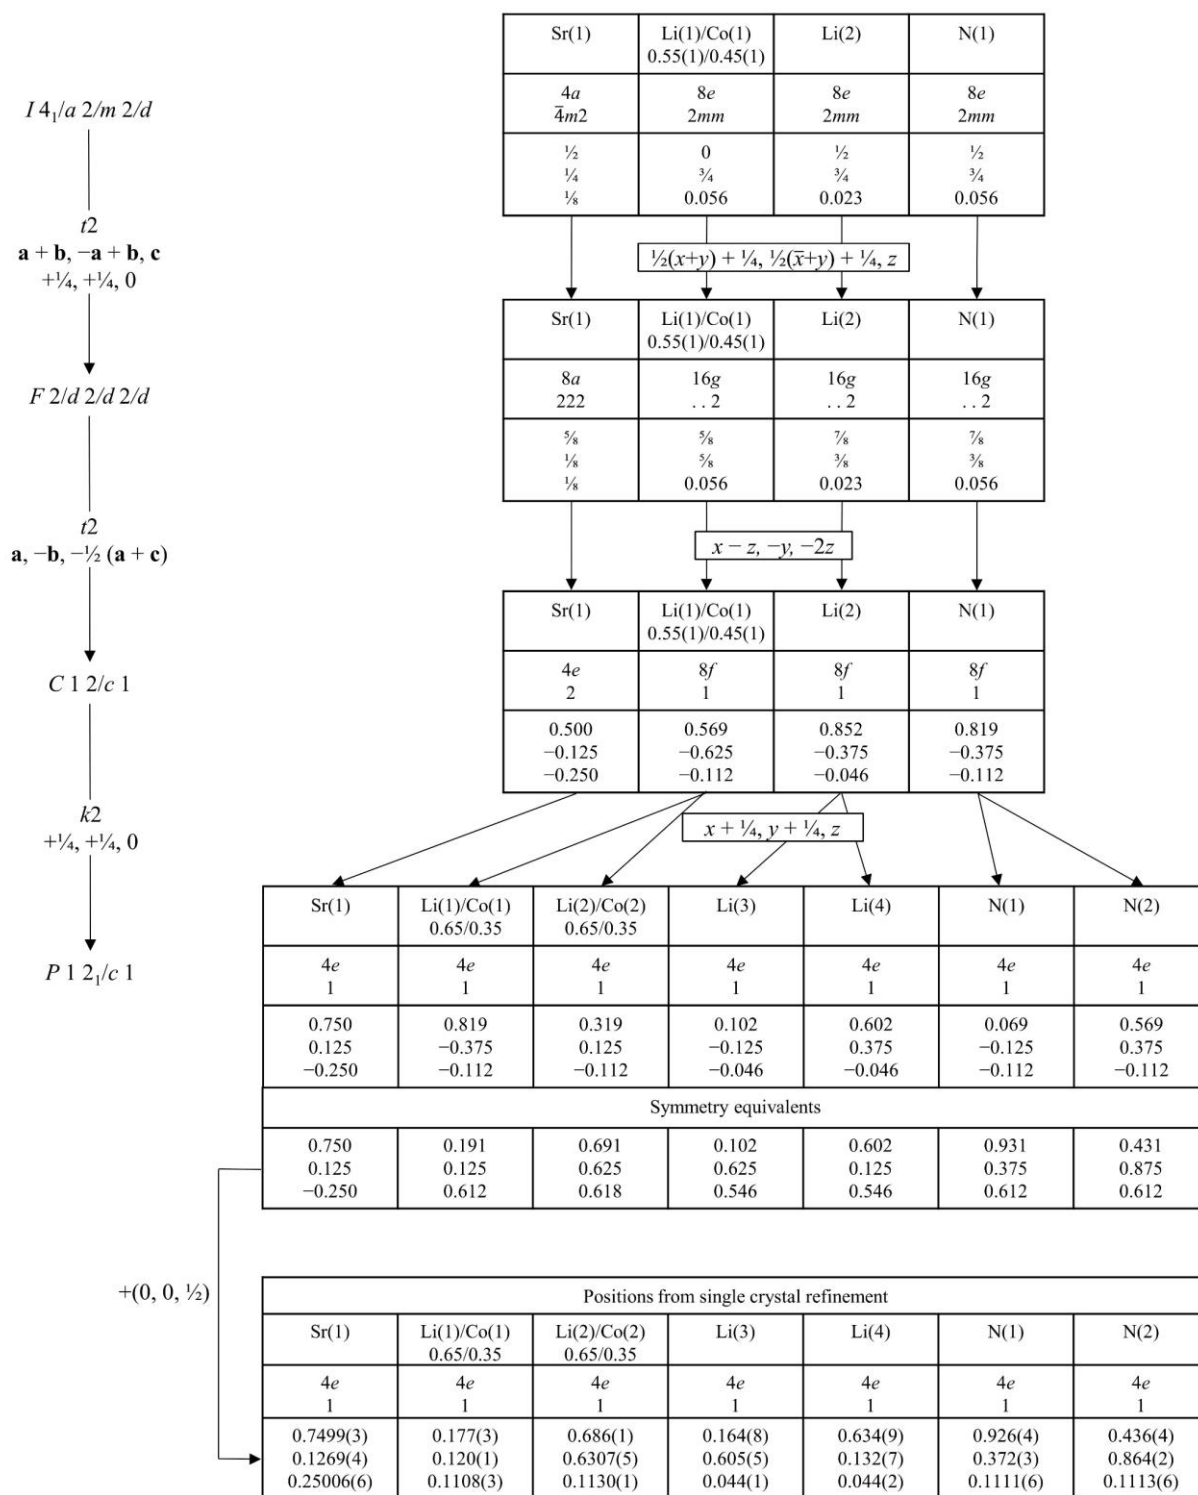 Sr(1) Li(1)/Co(1) Li(2) N(1)
0.55(1)/0.45(1)
I 4₁/a 2/m 2/d
4a 8e 8e 8e
4̅m2 2mm 2mm 2mm
½ 0 ½ ½
¼ ¾ ¾ ¾
⅛ 0.056 0.023 0.056
t2
a + b, −a + b, c
+¼, +¼, 0
½(x+y) + ¼, ½(x̅+y) + ¼, z
Sr(1) Li(1)/Co(1) Li(2) N(1)
0.55(1)/0.45(1)
F 2/d 2/d 2/d
8a 16g 16g 16g
222 . . 2 . . 2 . . 2
⅝ ⅝ ⅞ ⅞
⅛ ⅝ ⅜ ⅜
⅛ 0.056 0.023 0.056
t2
a, −b, −½ (a + c)
x − z, −y, −2z
Sr(1) Li(1)/Co(1) Li(2) N(1)
0.55(1)/0.45(1)
C 1 2/c 1
4e 8f 8f 8f
2 1 1 1
0.500 0.569 0.852 0.819
−0.125 −0.625 −0.375 −0.375
−0.250 −0.112 −0.046 −0.112
k2
+¼, +¼, 0
x + ¼, y + ¼, z
Sr(1) Li(1)/Co(1) Li(2)/Co(2) Li(3) Li(4) N(1) N(2)
0.65/0.35 0.65/0.35
P 1 2₁/c 1
4e 4e 4e 4e 4e 4e 4e
1 1 1 1 1 1 1
0.750 0.819 0.319 0.102 0.602 0.069 0.569
0.125 −0.375 0.125 −0.125 0.375 −0.125 0.375
−0.250 −0.112 −0.112 −0.046 −0.046 −0.112 −0.112
Symmetry equivalents
0.750 0.191 0.691 0.102 0.602 0.931 0.431
0.125 0.125 0.625 0.625 0.125 0.375 0.875
−0.250 0.612 0.618 0.546 0.546 0.612 0.612
+(0, 0, ½)
Positions from single crystal refinement
Sr(1) Li(1)/Co(1) Li(2)/Co(2) Li(3) Li(4) N(1) N(2)
0.65/0.35 0.65/0.35
4e 4e 4e 4e 4e 4e 4e
1 1 1 1 1 1 1
0.7499(3) 0.177(3) 0.686(1) 0.164(8) 0.634(9) 0.926(4) 0.436(4)
0.1269(4) 0.120(1) 0.6307(5) 0.605(5) 0.132(7) 0.372(3) 0.864(2)
0.25006(6) 0.1108(3) 0.1130(1) 0.044(1) 0.044(2) 0.1111(6) 0.1113(6)